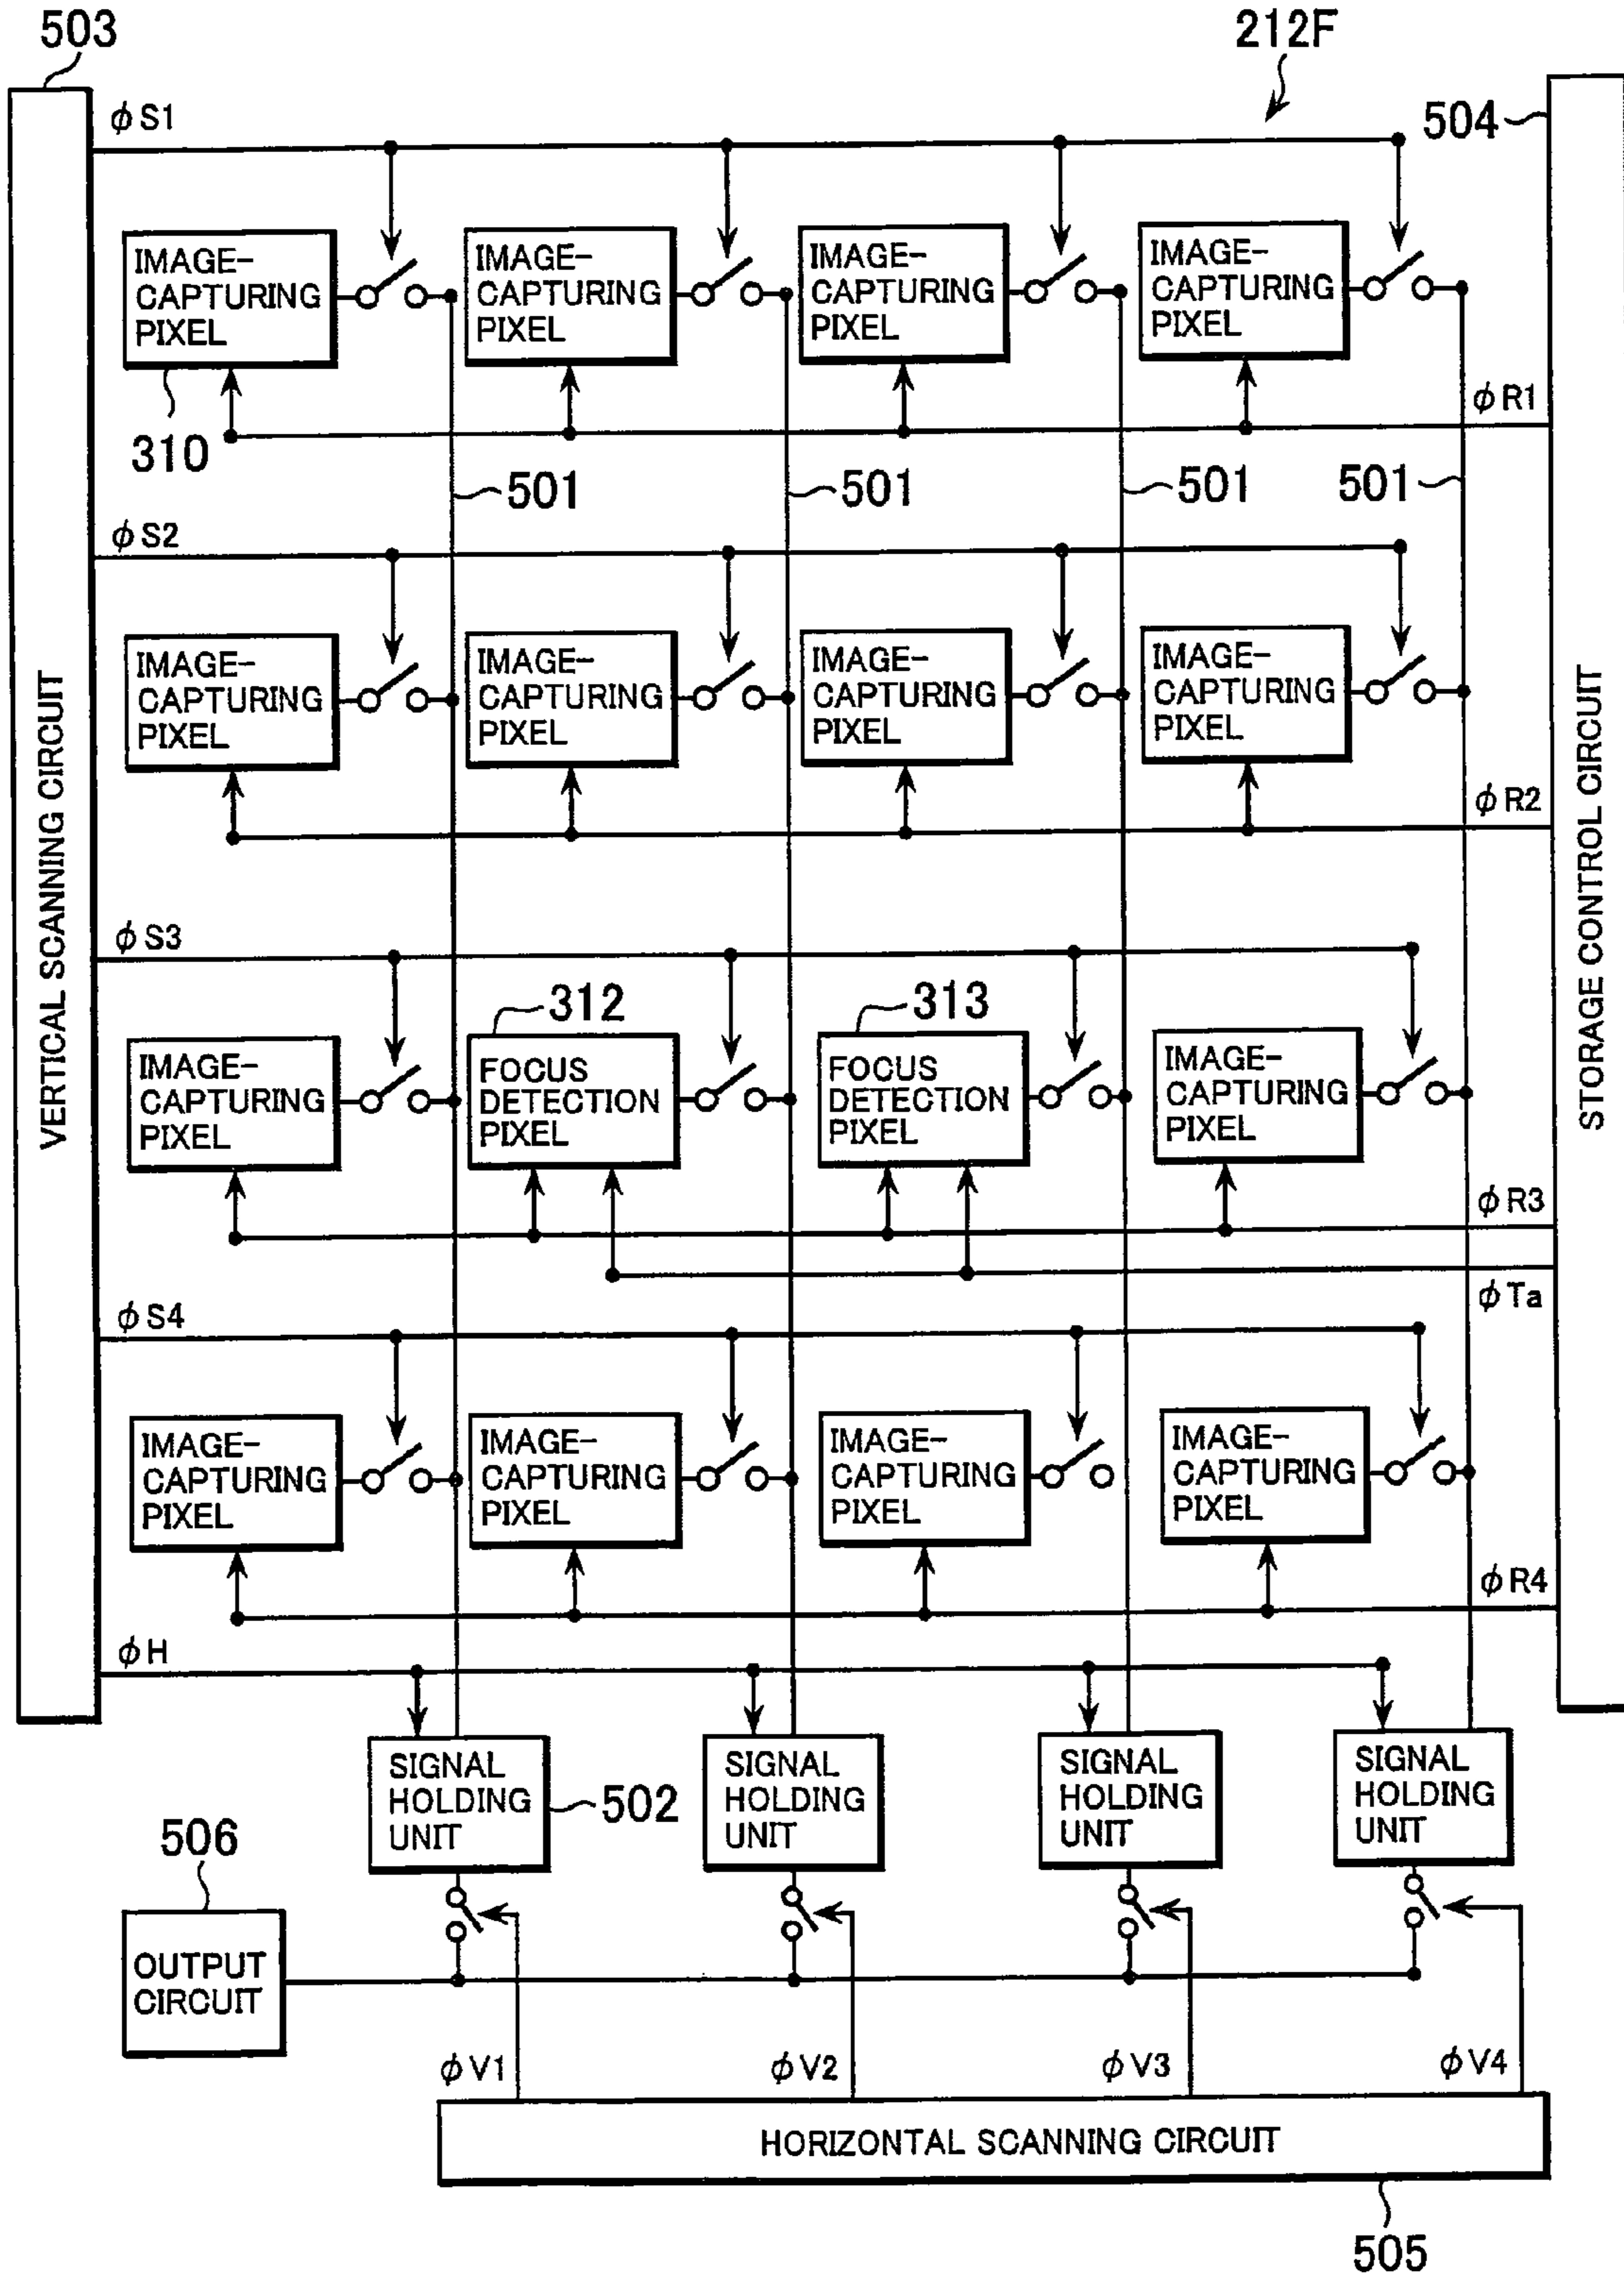 503
212F
φS1
504
IMAGE-
CAPTURING
PIXEL
IMAGE-
CAPTURING
PIXEL
IMAGE-
CAPTURING
PIXEL
IMAGE-
CAPTURING
PIXEL
φR1
310
501
501
501
501
φS2
IMAGE-
CAPTURING
PIXEL
IMAGE-
CAPTURING
PIXEL
IMAGE-
CAPTURING
PIXEL
IMAGE-
CAPTURING
PIXEL
φR2
VERTICAL SCANNING CIRCUIT
STORAGE CONTROL CIRCUIT
φS3
312
313
IMAGE-
CAPTURING
PIXEL
FOCUS
DETECTION
PIXEL
FOCUS
DETECTION
PIXEL
IMAGE-
CAPTURING
PIXEL
φR3
φTa
φS4
IMAGE-
CAPTURING
PIXEL
IMAGE-
CAPTURING
PIXEL
IMAGE-
CAPTURING
PIXEL
IMAGE-
CAPTURING
PIXEL
φR4
φH
SIGNAL
HOLDING
UNIT
502
SIGNAL
HOLDING
UNIT
SIGNAL
HOLDING
UNIT
SIGNAL
HOLDING
UNIT
506
OUTPUT
CIRCUIT
φV1
φV2
φV3
φV4
HORIZONTAL SCANNING CIRCUIT
505